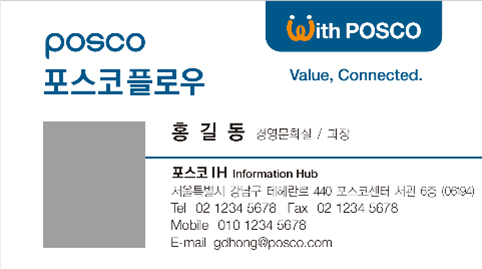 posco
포스코플로우
With POSCO
Value, Connected.
홍 길 동 경영문화실 / 과장
포스코 IH Information Hub
서울특별시 강남구 테헤란로 440 포스코센터 서관 6층 (06194)
Tel 02 1234 5678 Fax 02 1234 5678
Mobile 010 1234 5678
E-mail gdhong@posco.com